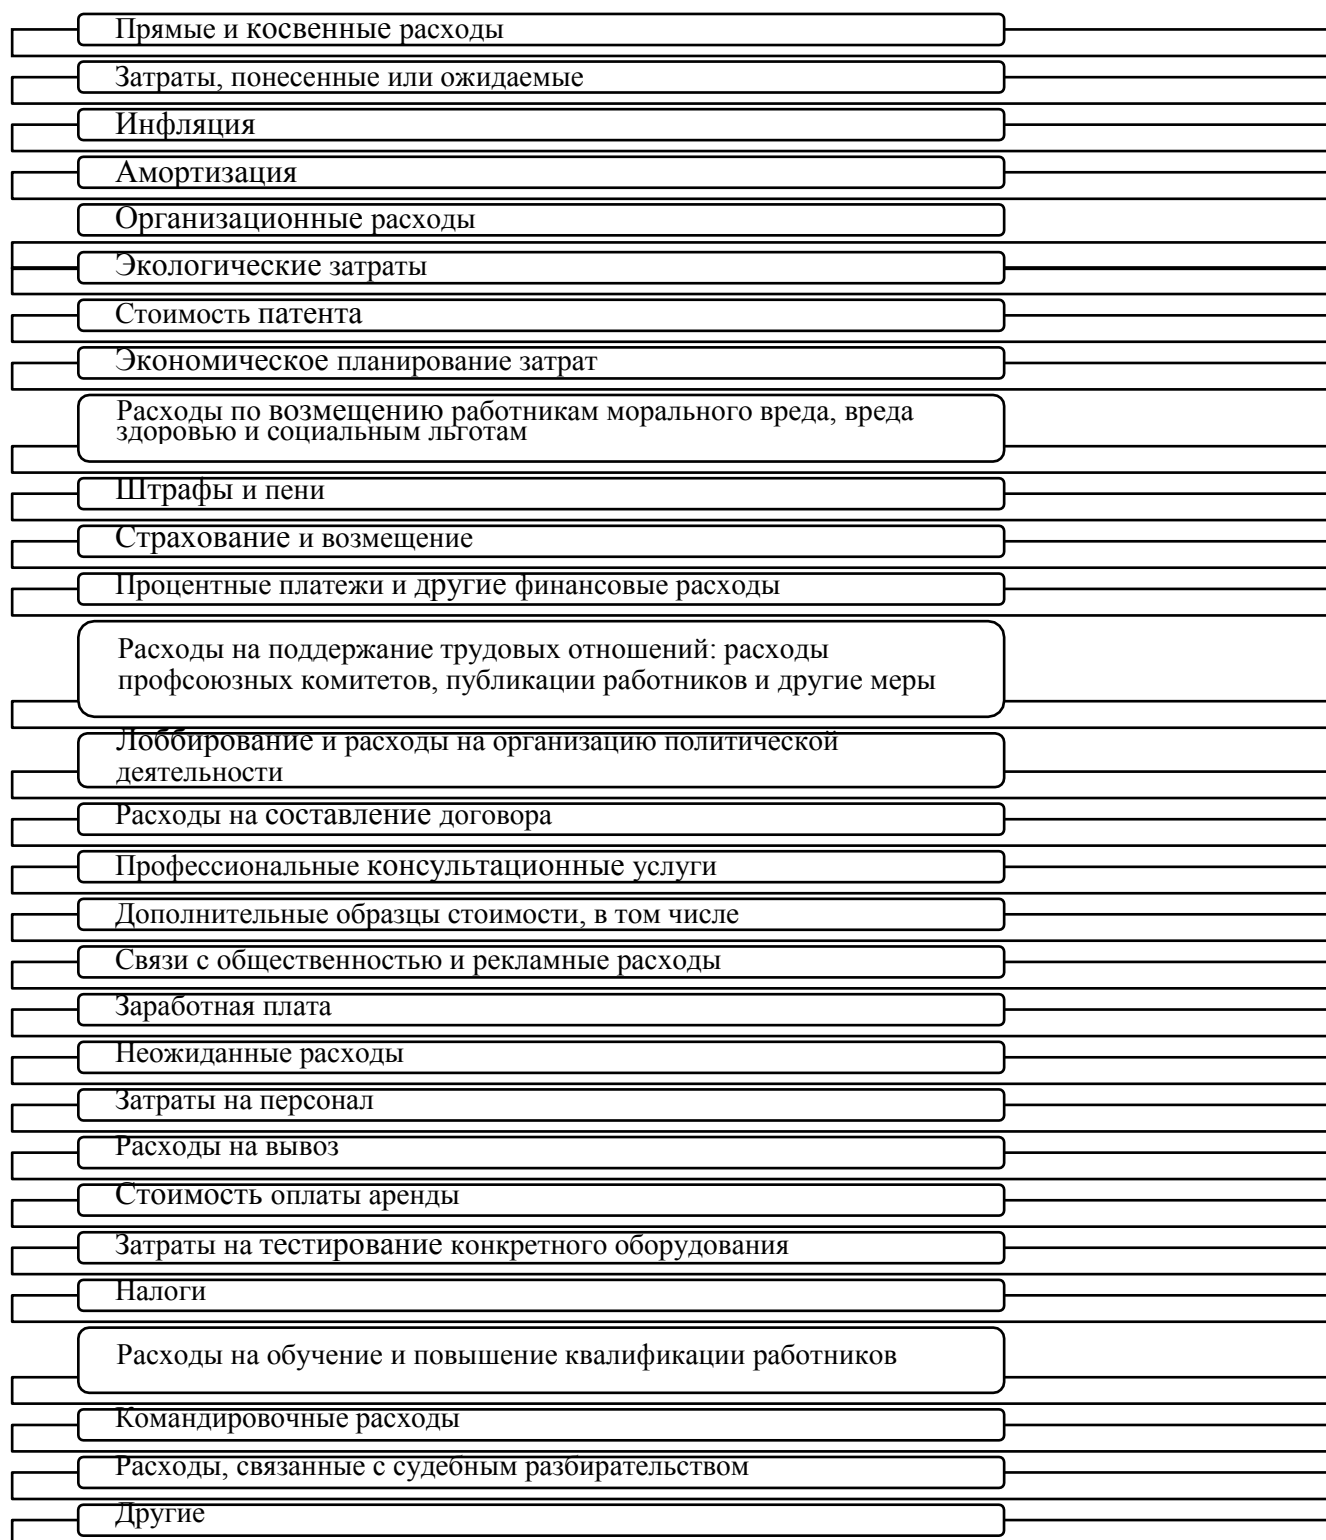 Прямые и косвенные расходы
Затраты, понесенные или ожидаемые
Инфляция
Амортизация
Организационные расходы
Экологические затраты
Стоимость патента
Экономическое планирование затрат
Расходы по возмещению работникам морального вреда, вреда
здоровью и социальным льготам
Штрафы и пени
Страхование и возмещение
Процентные платежи и другие финансовые расходы
Расходы на поддержание трудовых отношений: расходы
профсоюзных комитетов, публикации работников и другие меры
Лоббирование и расходы на организацию политической
деятельности
Расходы на составление договора
Профессиональные консультационные услуги
Дополнительные образцы стоимости, в том числе
Связи с общественностью и рекламные расходы
Заработная плата
Неожиданные расходы
Затраты на персонал
Расходы на вывоз
Стоимость оплаты аренды
Затраты на тестирование конкретного оборудования
Налоги
Расходы на обучение и повышение квалификации работников
Командировочные расходы
Расходы, связанные с судебным разбирательством
Другие